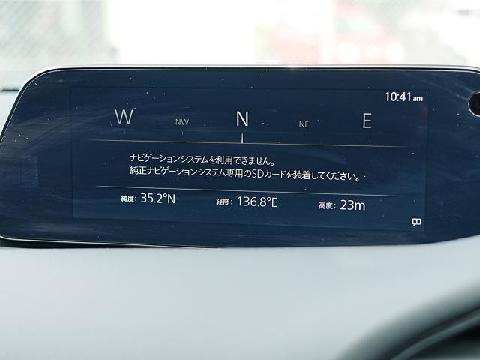 10:41am
W NW N NE E
ナビゲーションシステムを利用できません。
純正ナビゲーションシステム専用のSDカードを装着してください。
緯度: 35.2°N 経度: 136.8°E 高度: 23m